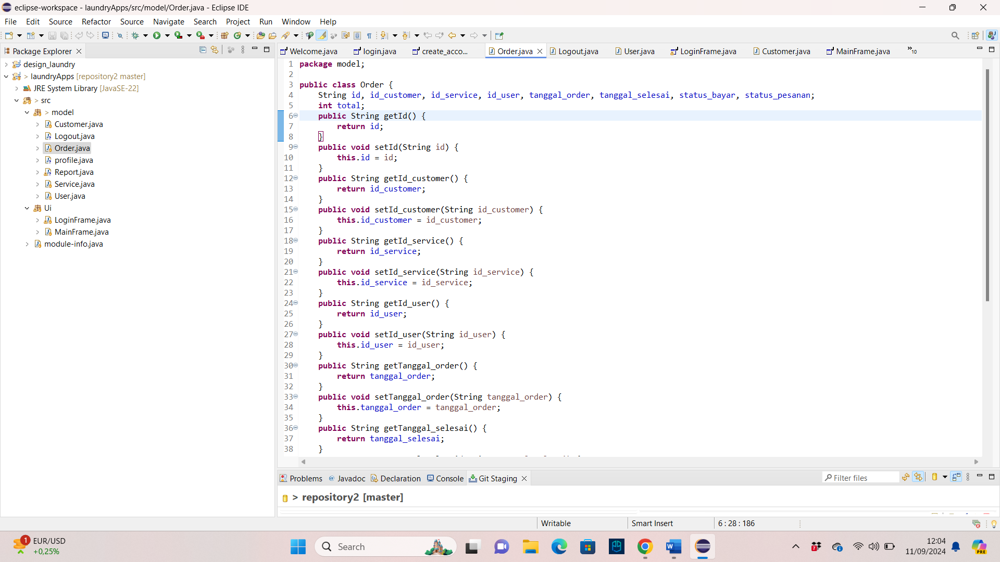 eclipse-workspace - laundryApps/src/model/Order.java - Eclipse IDE
File Edit Source Refactor Source Navigate Search Project Run Window Help
Package Explorer
design_laundry
> laundryApps [repository2 master]
JRE System Library [JavaSE-22]
> src
> model
Customer.java
Logout.java
Order.java
profile.java
Report.java
Service.java
User.java
Ui
LoginFrame.java
MainFrame.java
module-info.java
Welcome.java login.java create_acco... Order.java Logout.java User.java LoginFrame.java Customer.java MainFrame.java »10
1 package model;
2
3 public class Order {
4 String id, id_customer, id_service, id_user, tanggal_order, tanggal_selesai, status_bayar, status_pesanan;
5 int total;
6 public String getId() {
7 return id;
8 }
9 public void setId(String id) {
10 this.id = id;
11 }
12 public String getId_customer() {
13 return id_customer;
14 }
15 public void setId_customer(String id_customer) {
16 this.id_customer = id_customer;
17 }
18 public String getId_service() {
19 return id_service;
20 }
21 public void setId_service(String id_service) {
22 this.id_service = id_service;
23 }
24 public String getId_user() {
25 return id_user;
26 }
27 public void setId_user(String id_user) {
28 this.id_user = id_user;
29 }
30 public String getTanggal_order() {
31 return tanggal_order;
32 }
33 public void setTanggal_order(String tanggal_order) {
34 this.tanggal_order = tanggal_order;
35 }
36 public String getTanggal_selesai() {
37 return tanggal_selesai;
38 }
Problems Javadoc Declaration Console Git Staging
Filter files
> repository2 [master]
Writable Smart Insert 6 : 28 : 186
1 EUR/USD
+0,25%
Search
7
PRE
12:04
11/09/2024